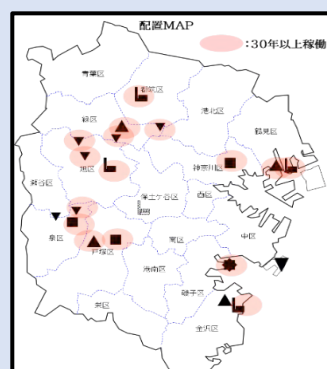 配置MAP
:30年以上稼働
青葉区
都筑区
緑区
港北区
鶴見区
旭区
神奈川区
瀬谷区
保土ケ谷区
西区
泉区
中区
戸塚区
南区
港南区
磯子区
栄区
金沢区